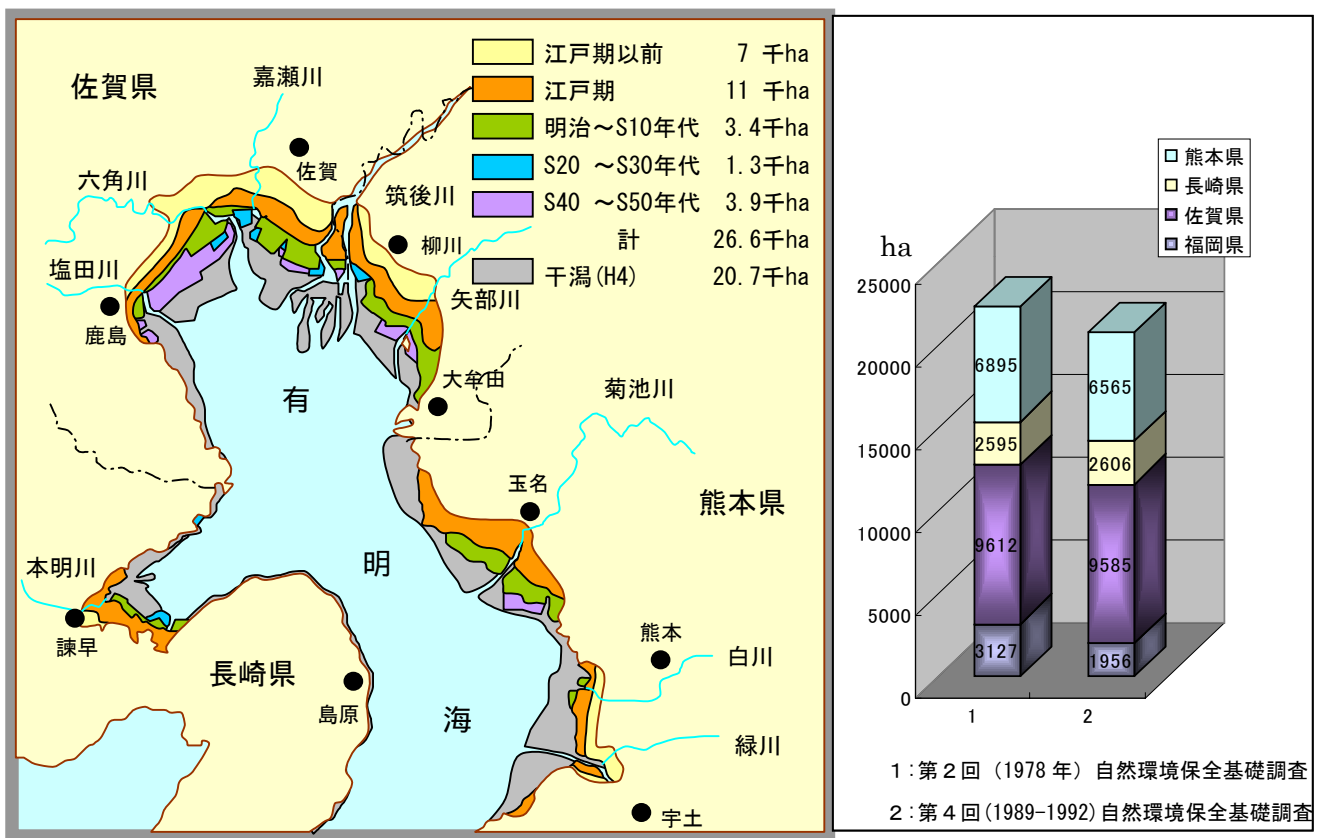 江戸期以前 7 千ha
江戸期 11 千ha
明治～S10年代 3.4千ha
S20 ～S30年代 1.3千ha
S40 ～S50年代 3.9千ha
計 26.6千ha
干潟(H4) 20.7千ha
佐賀県
嘉瀬川
佐賀
六角川
筑後川
柳川
塩田川
矢部川
鹿島
大牟田
菊池川
有
玉名
熊本県
明
本明川
諫早
熊本
白川
長崎県
島原
海
緑川
宇土
熊本県
長崎県
佐賀県
福岡県
ha
25000
20000
15000
10000
5000
0
6895
2595
9612
3127
6565
2606
9585
1956
1
2
1:第2回 (1978年) 自然環境保全基礎調査
2:第4回(1989-1992)自然環境保全基礎調査